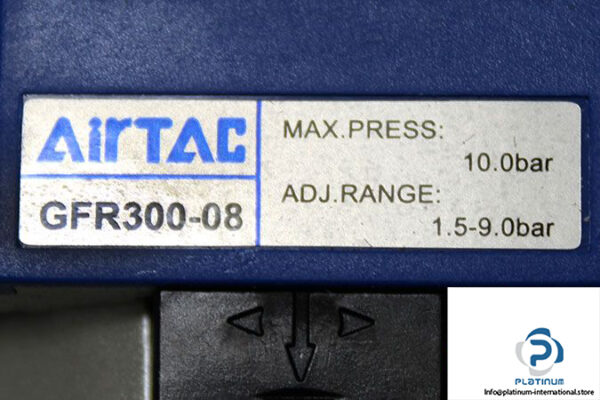 AirTAC
GFR300-08
MAX.PRESS:
10.0bar
ADJ.RANGE:
1.5-9.0bar
PLATINUM
Info@platinum-international.store